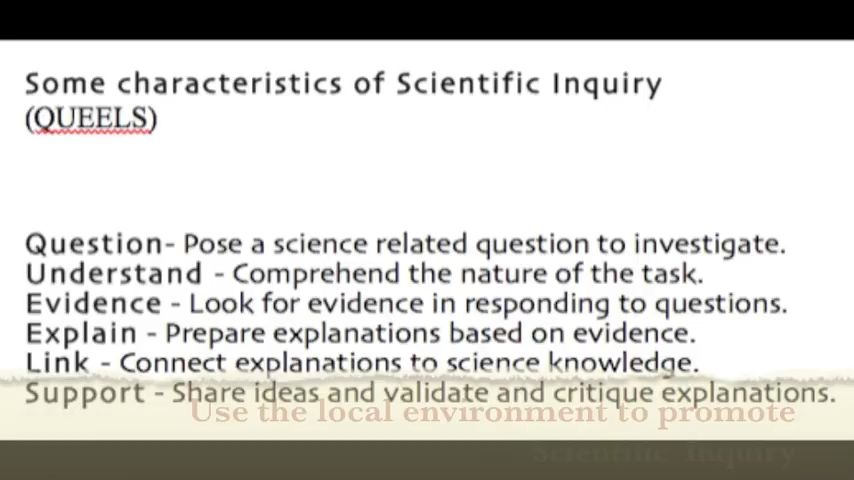 Some characteristics of Scientific Inquiry
(QUEELS)
Question- Pose a science related question to investigate.
Understand - Comprehend the nature of the task.
Evidence - Look for evidence in responding to questions.
Explain - Prepare explanations based on evidence.
Link - Connect explanations to science knowledge.
Support - Share ideas and validate and critique explanations.
Use the local environment to promote
Scientific Inquiry